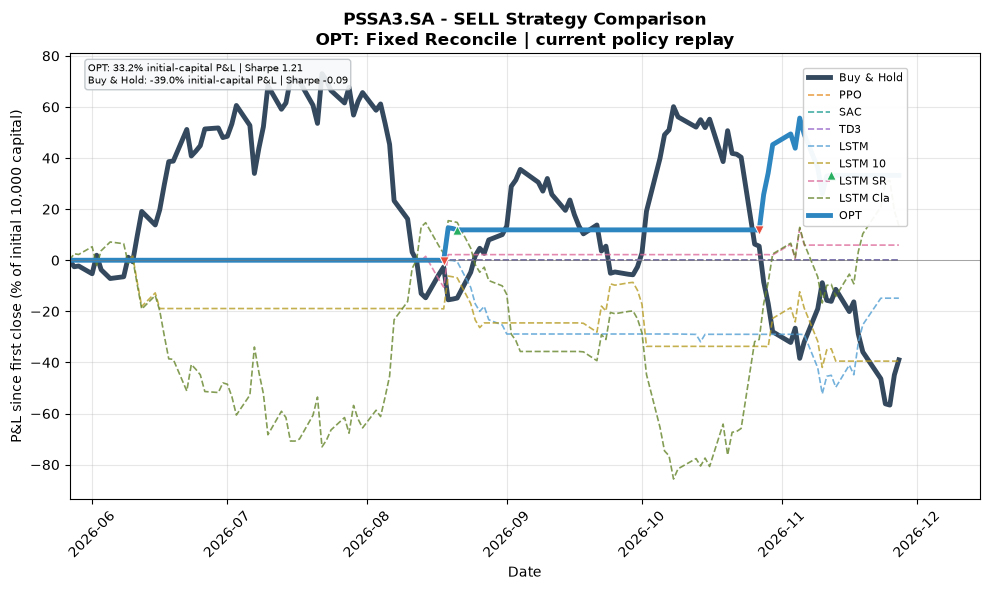 PSSA3.SA - SELL Strategy Comparison
OPT: Fixed Reconcile | current policy replay
OPT: 33.2% initial-capital P&L | Sharpe 1.21
Buy & Hold: -39.0% initial-capital P&L | Sharpe -0.09
Buy & Hold
PPO
SAC
TD3
LSTM
LSTM 10
LSTM SR
LSTM Cla
OPT
P&L since first close (% of initial 10,000 capital)
80
60
40
20
0
−20
−40
−60
−80
2026-06
2026-07
2026-08
2026-09
2026-10
2026-11
2026-12
Date